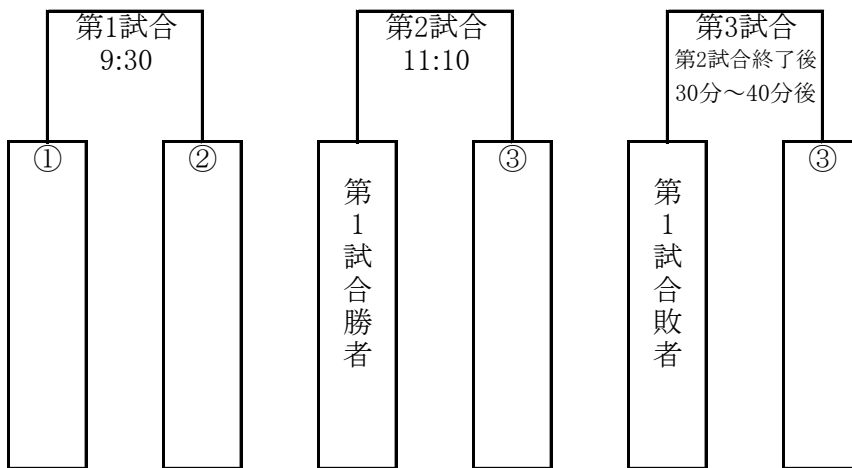 第1試合
9:30
①
②
第2試合
11:10
第1試合勝者
③
第3試合
第2試合終了後
30分～40分後
第1試合敗者
③